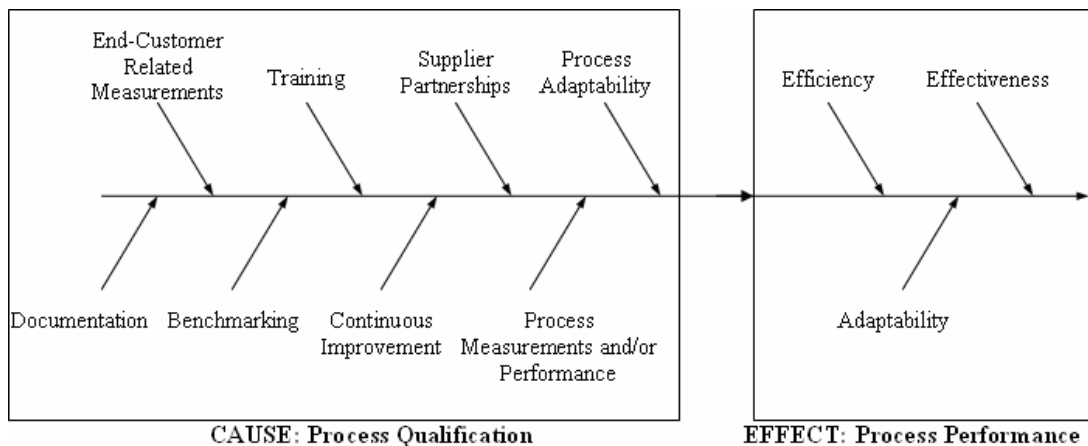 End-Customer
Related
Measurements
Training
Supplier
Partnerships
Process
Adaptability
Efficiency
Effectiveness
Documentation
Benchmarking
Continuous
Improvement
Process
Measurements and/or
Performance
Adaptability
CAUSE: Process Qualification
EFFECT: Process Performance